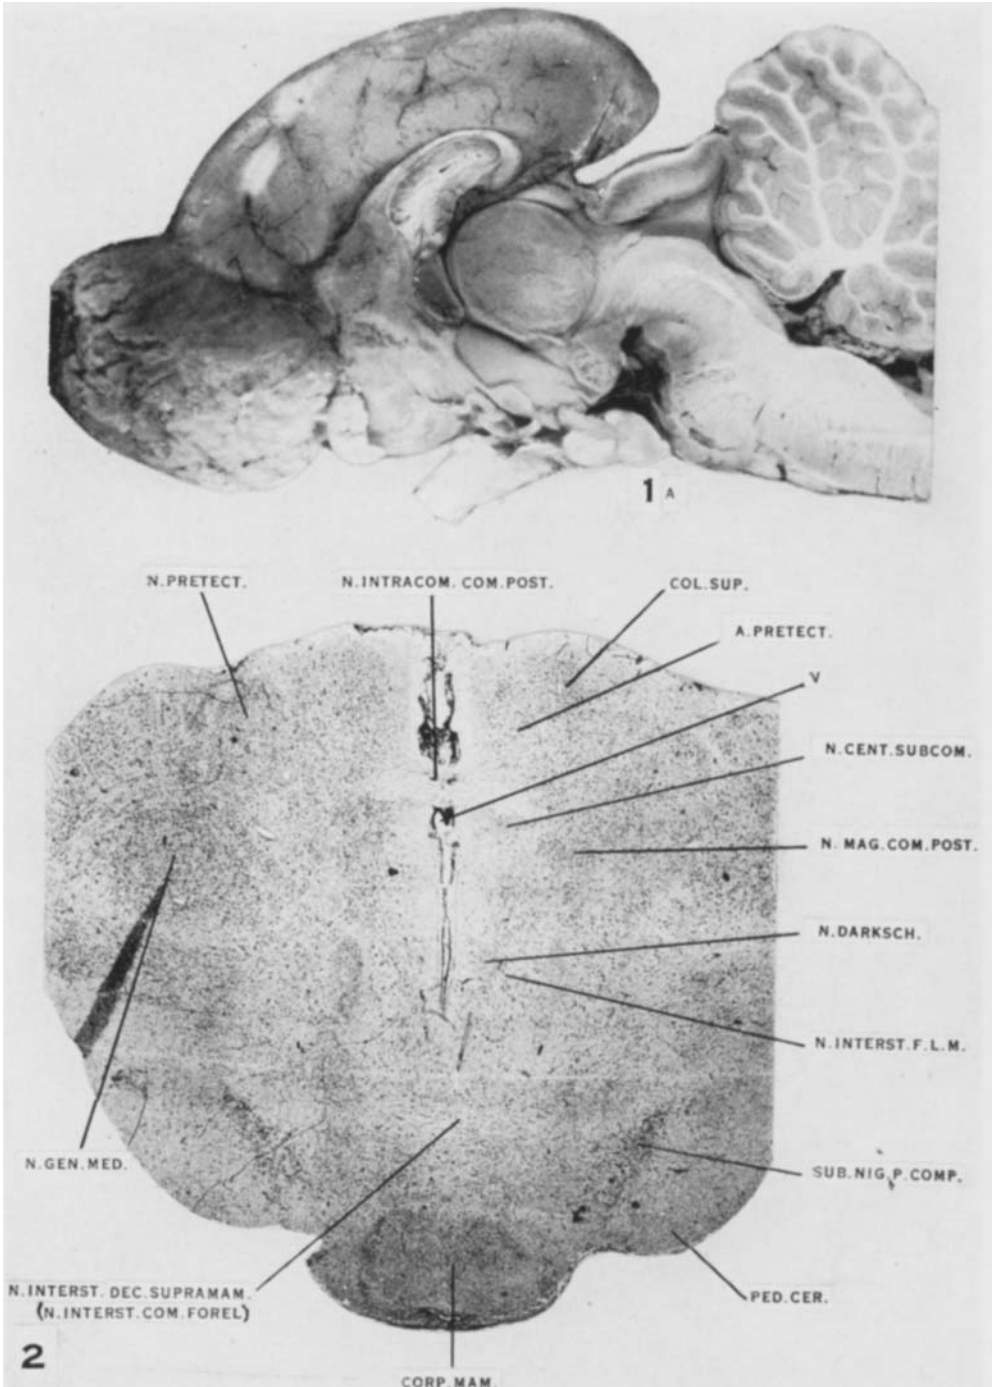 1 A
N.PRETECT.
N.INTRACOM. COM.POST.
COL.SUP.
A.PRETECT.
V
N.CENT.SUBCOM.
N. MAG.COM.POST.
N.DARKSCH.
N.INTERST.F.L.M.
N.GEN.MED.
SUB.NIG.P.COMP.
N.INTERST. DEC.SUPRAMAM.
(N.INTERST.COM.FOREL)
PED.CER.
2
CORP.MAM.